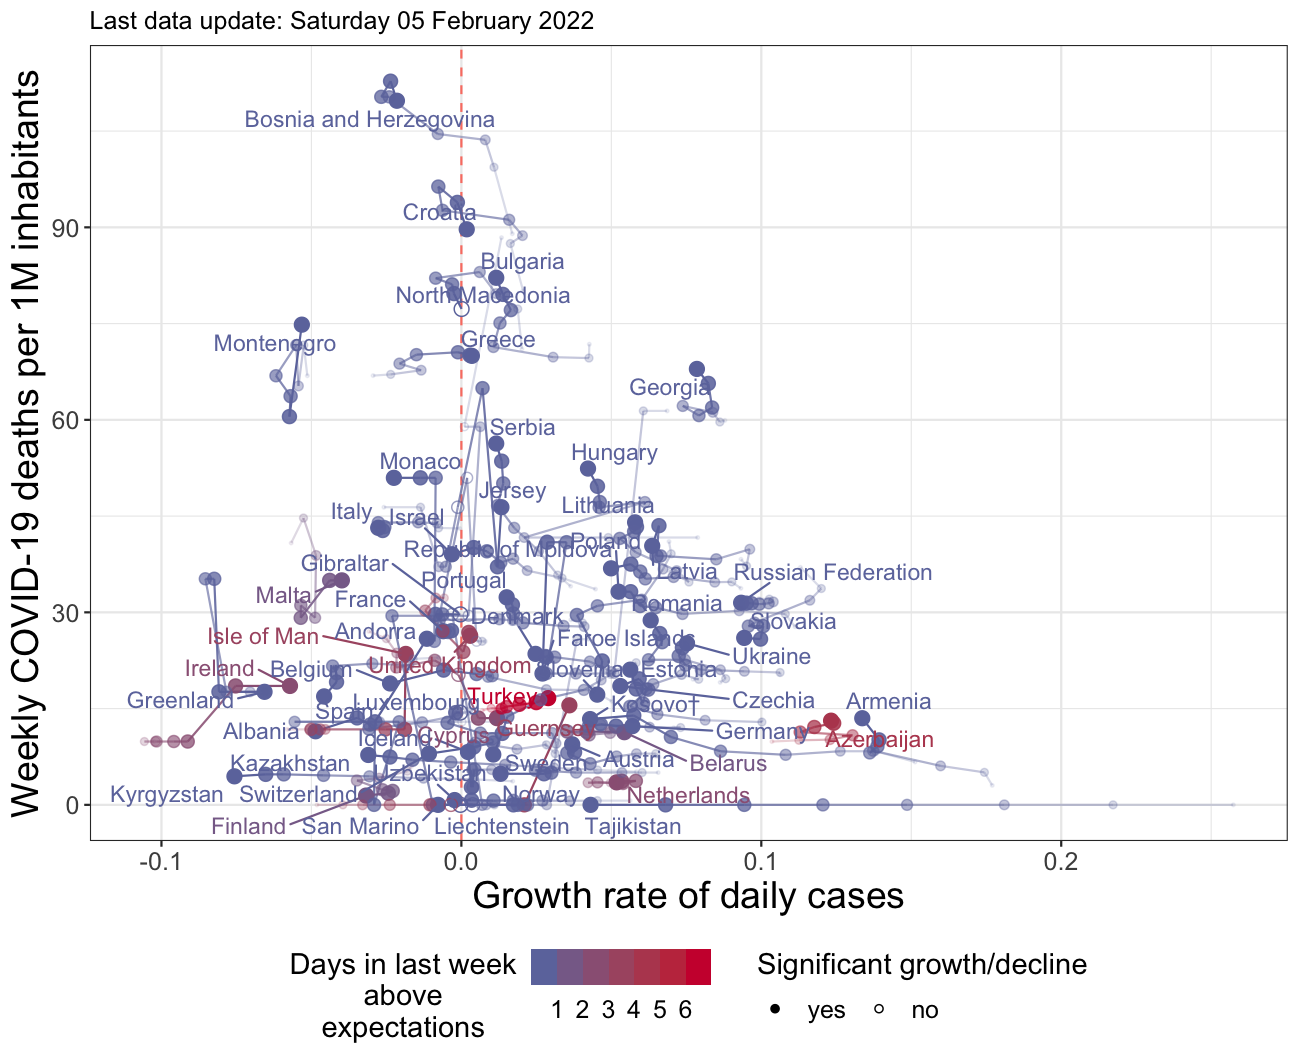 Last data update: Saturday 05 February 2022
Weekly COVID-19 deaths per 1M inhabitants
90
60
30
0
Bosnia and Herzegovina
Croatia
Bulgaria
North Macedonia
Montenegro
Greece
Georgia
Serbia
Hungary
Monaco
Jersey
Lithuania
Italy
Israel
Republic of Moldova
Poland
Gibraltar
Portugal
Latvia
Russian Federation
Malta
France
Denmark
Romania
Slovakia
Isle of Man
Andorra
Faroe Islands
Ukraine
Ireland
Belgium
United Kingdom
Slovenia
Estonia
Greenland
Luxembourg
Turkey
Kosovo†
Czechia
Armenia
Spain
Albania
Iceland
Cyprus
Guernsey
Germany
Azerbaijan
Kazakhstan
Uzbekistan
Sweden
Austria
Belarus
Kyrgyzstan
Switzerland
Norway
Netherlands
Finland
San Marino
Liechtenstein
Tajikistan
-0.1
0.0
0.1
0.2
Growth rate of daily cases
Days in last week
above
expectations
1 2 3 4 5 6
Significant growth/decline
yes
no